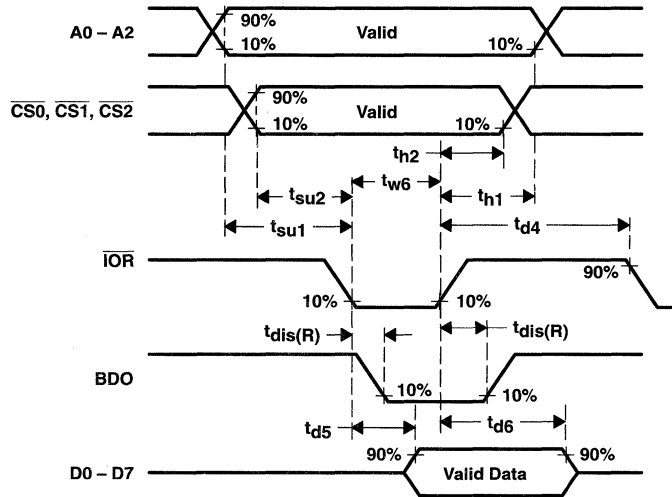 A0 – A2
90%
10%
Valid
10%
CS0, CS1, CS2
90%
10%
Valid
10%
th2
tw6
tsu2
th1
tsu1
td4
IOR
90%
10%
10%
tdis(R)
tdis(R)
BDO
10%
10%
td5
td6
90%
90%
D0 – D7
Valid Data